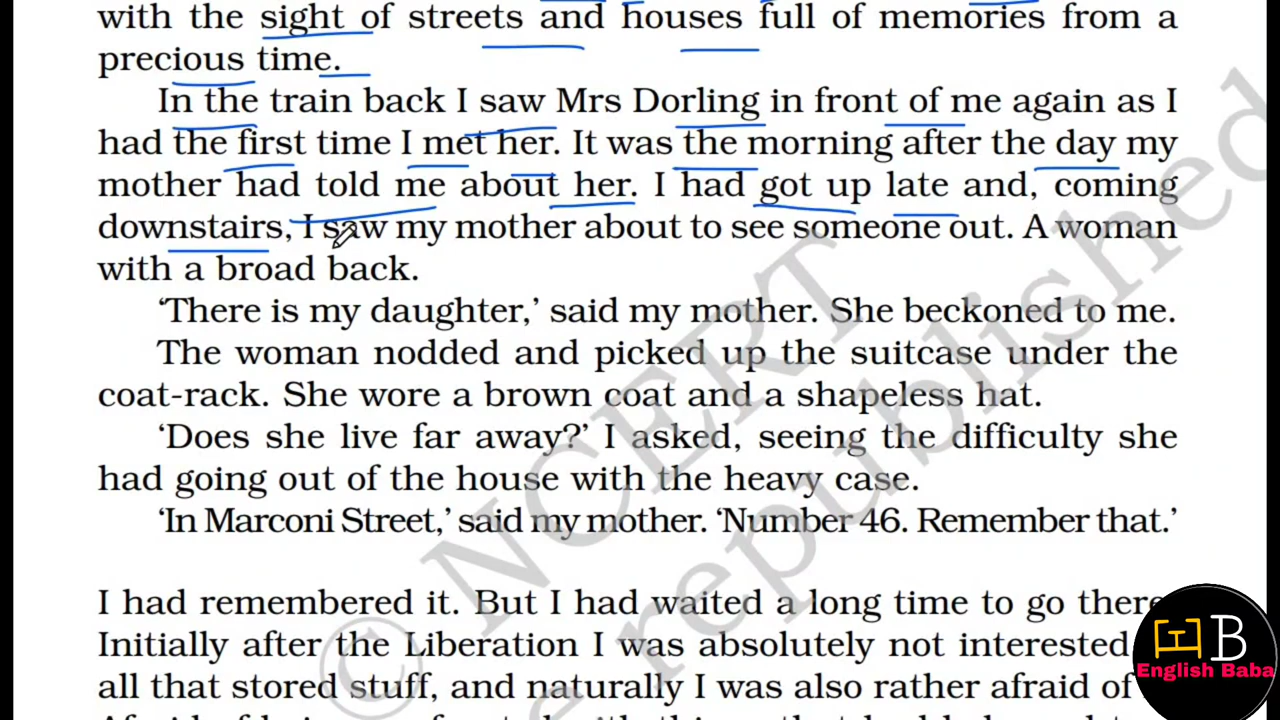 with the sight of streets and houses full of memories from a
precious time.
In the train back I saw Mrs Dorling in front of me again as I
had the first time I met her. It was the morning after the day my
mother had told me about her. I had got up late and, coming
downstairs, I saw my mother about to see someone out. A woman
with a broad back.
‘There is my daughter,’ said my mother. She beckoned to me.
The woman nodded and picked up the suitcase under the
coat-rack. She wore a brown coat and a shapeless hat.
‘Does she live far away?’ I asked, seeing the difficulty she
had going out of the house with the heavy case.
‘In Marconi Street,’ said my mother. ‘Number 46. Remember that.’
I had remembered it. But I had waited a long time to go there
Initially after the Liberation I was absolutely not interested
all that stored stuff, and naturally I was also rather afraid of
© NCERT
republished
B
English Baba